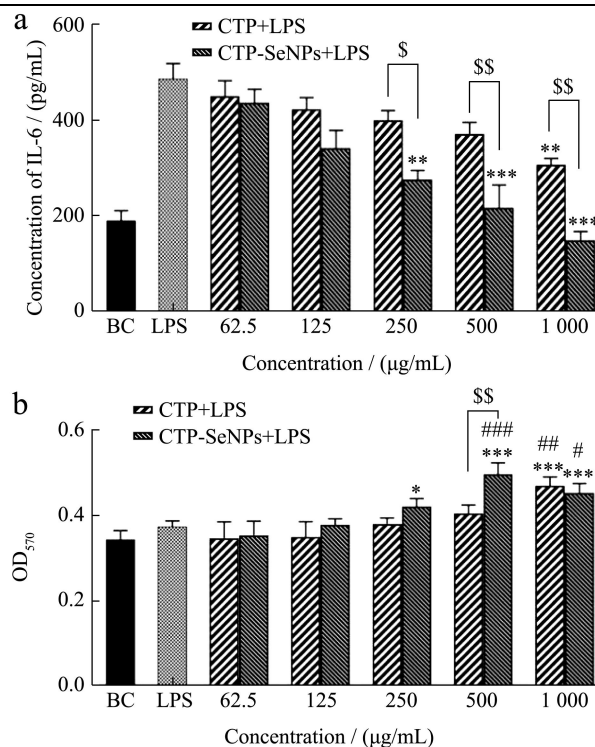 a
600
400
200
0
Concentration of IL-6 / (pg/mL)
CTP+LPS
CTP-SeNPs+LPS
$
$$
$$
**
***
**
***
BC LPS 62.5 125 250 500 1 000
Concentration / (μg/mL)
b
0.6
0.4
0.2
0.0
OD570
CTP+LPS
CTP-SeNPs+LPS
$$
###
***
##
***
#
***
*
BC LPS 62.5 125 250 500 1 000
Concentration / (μg/mL)